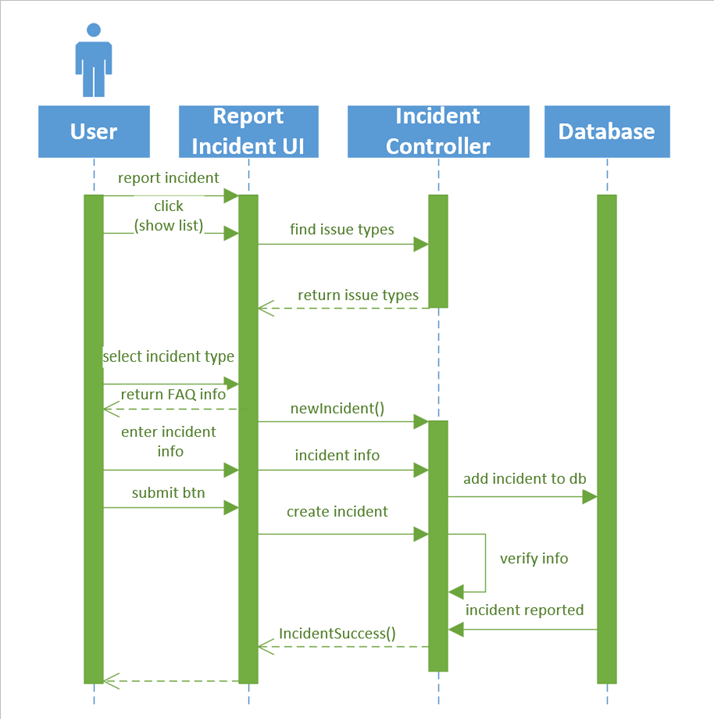 User
Report
Incident UI
Incident
Controller
Database
report incident
click
(show list)
find issue types
return issue types
select incident type
return FAQ info
newIncident()
enter incident
info
incident info
add incident to db
submit btn
create incident
verify info
incident reported
IncidentSuccess()